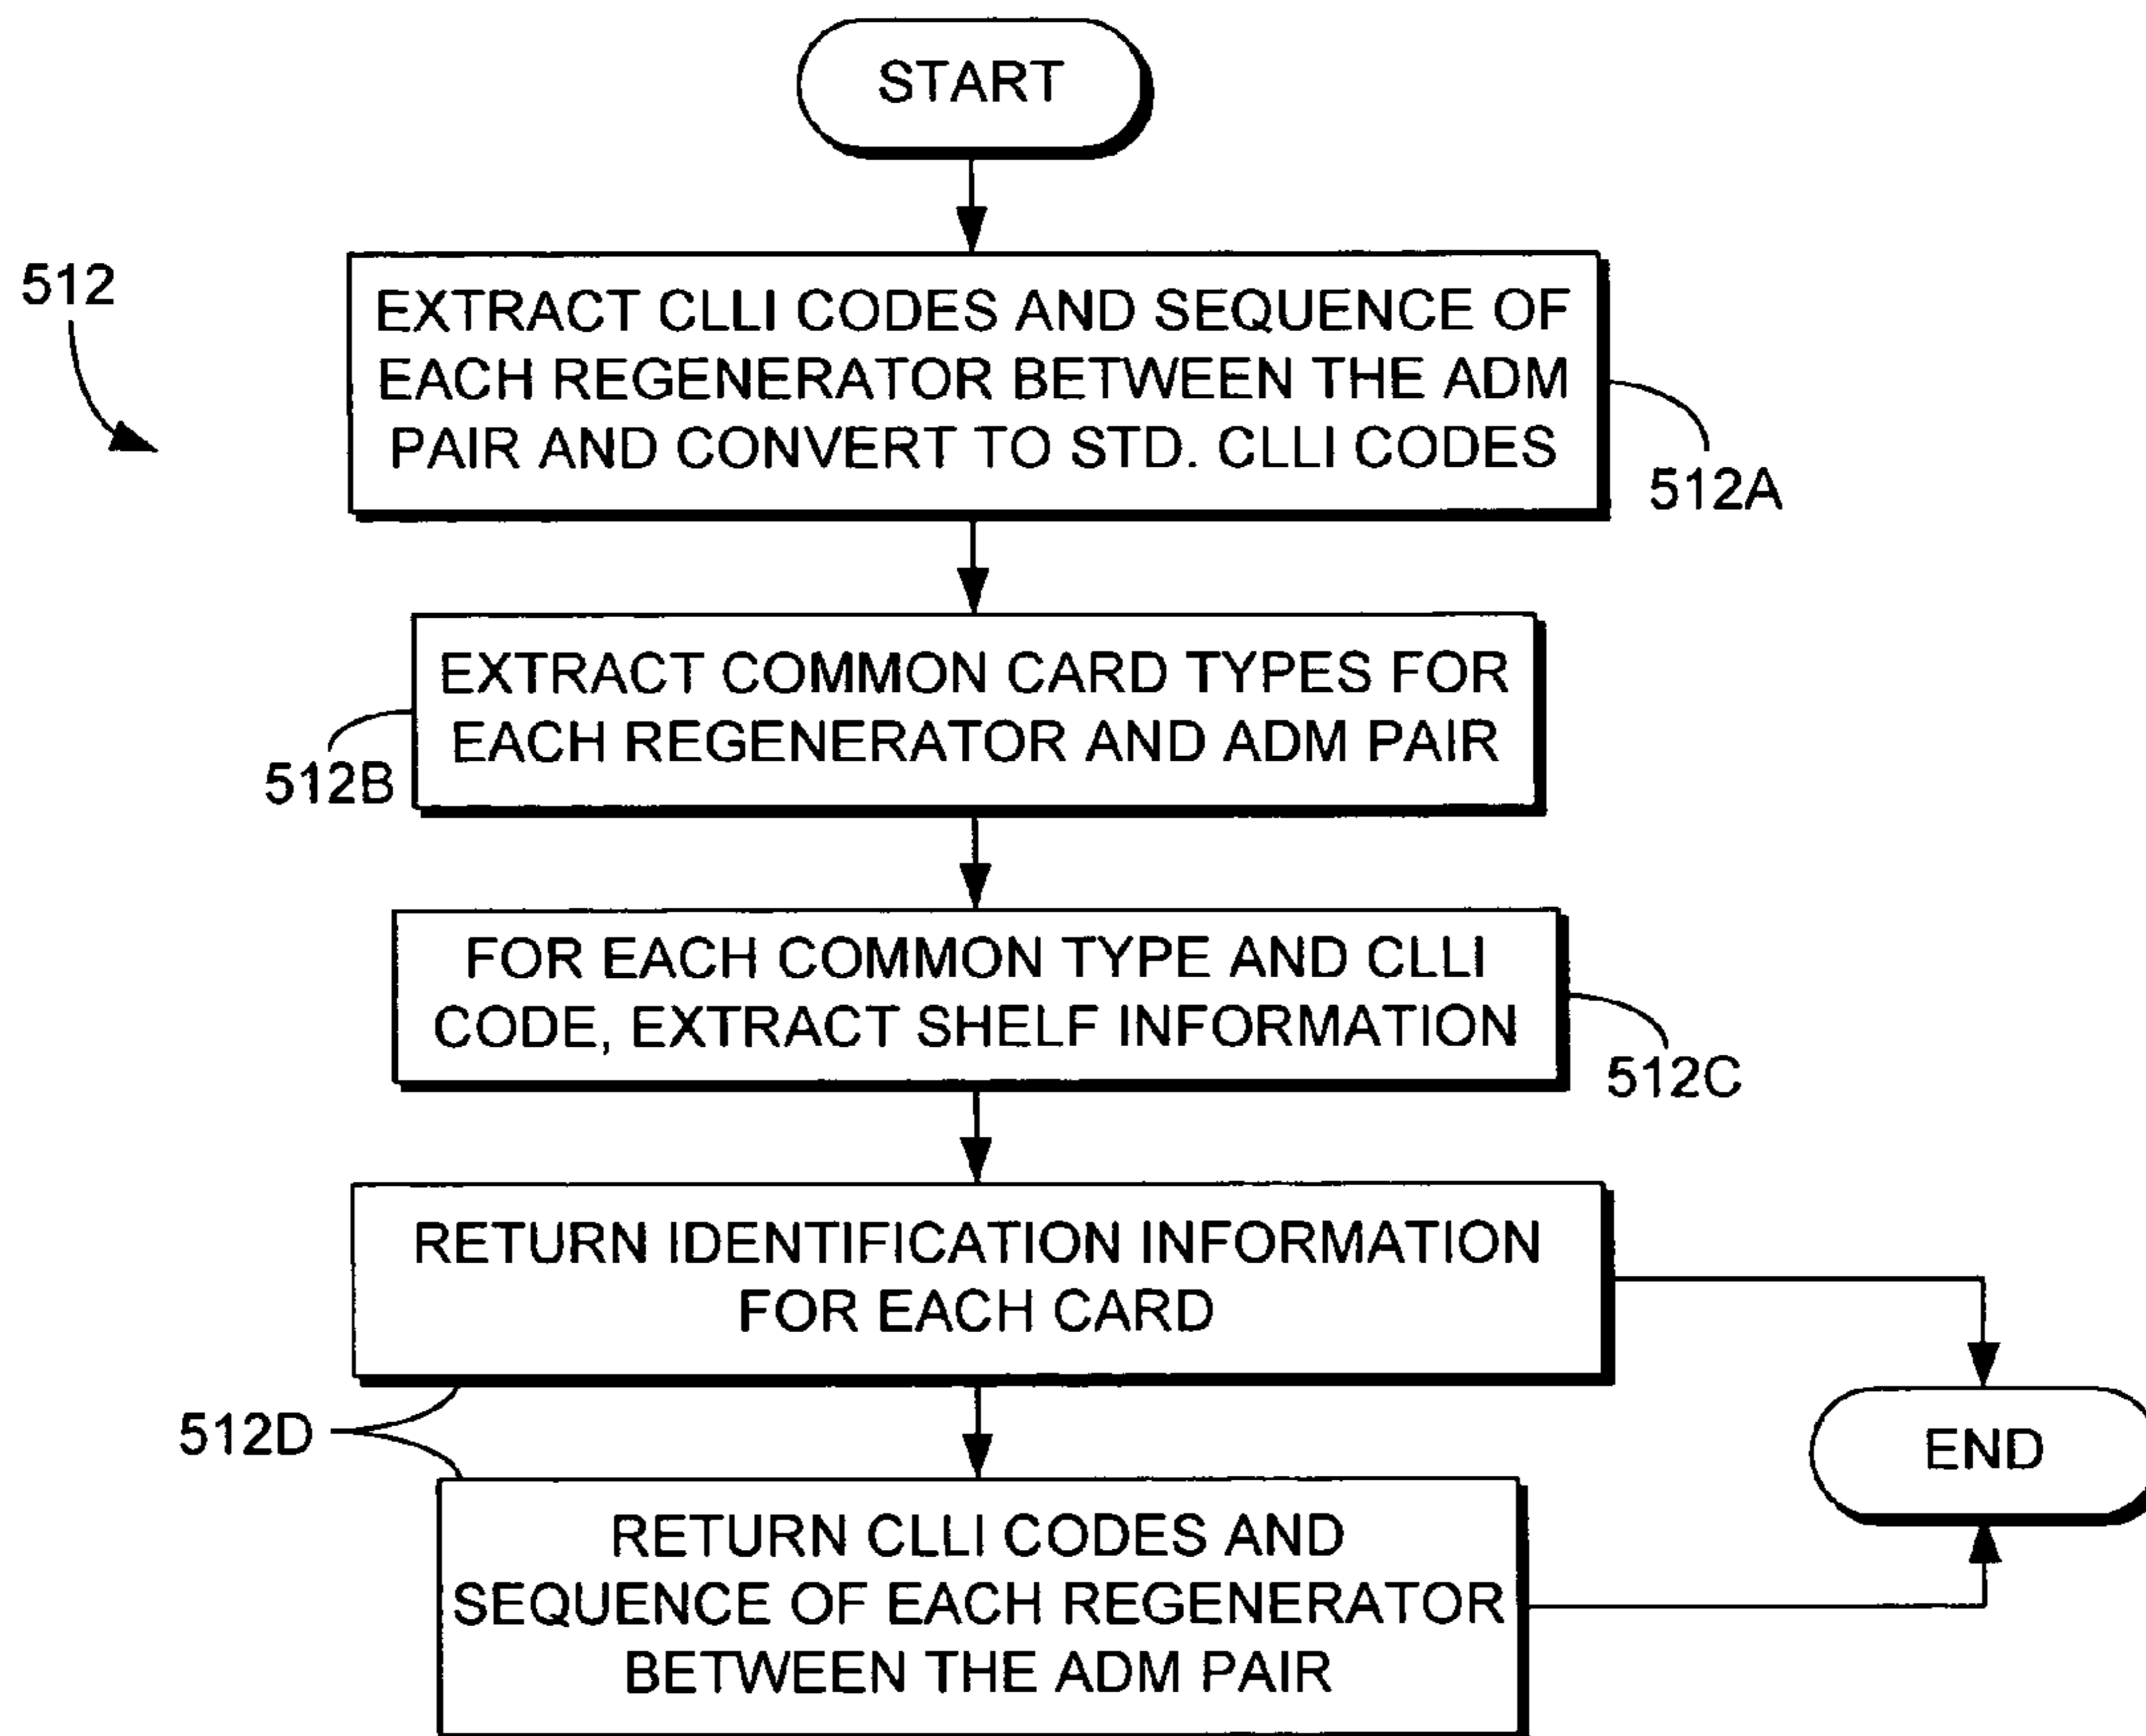 START
512
EXTRACT CLLI CODES AND SEQUENCE OF
EACH REGENERATOR BETWEEN THE ADM
PAIR AND CONVERT TO STD. CLLI CODES
512A
EXTRACT COMMON CARD TYPES FOR
EACH REGENERATOR AND ADM PAIR
512B
FOR EACH COMMON TYPE AND CLLI
CODE, EXTRACT SHELF INFORMATION
512C
RETURN IDENTIFICATION INFORMATION
FOR EACH CARD
512D
END
RETURN CLLI CODES AND
SEQUENCE OF EACH REGENERATOR
BETWEEN THE ADM PAIR